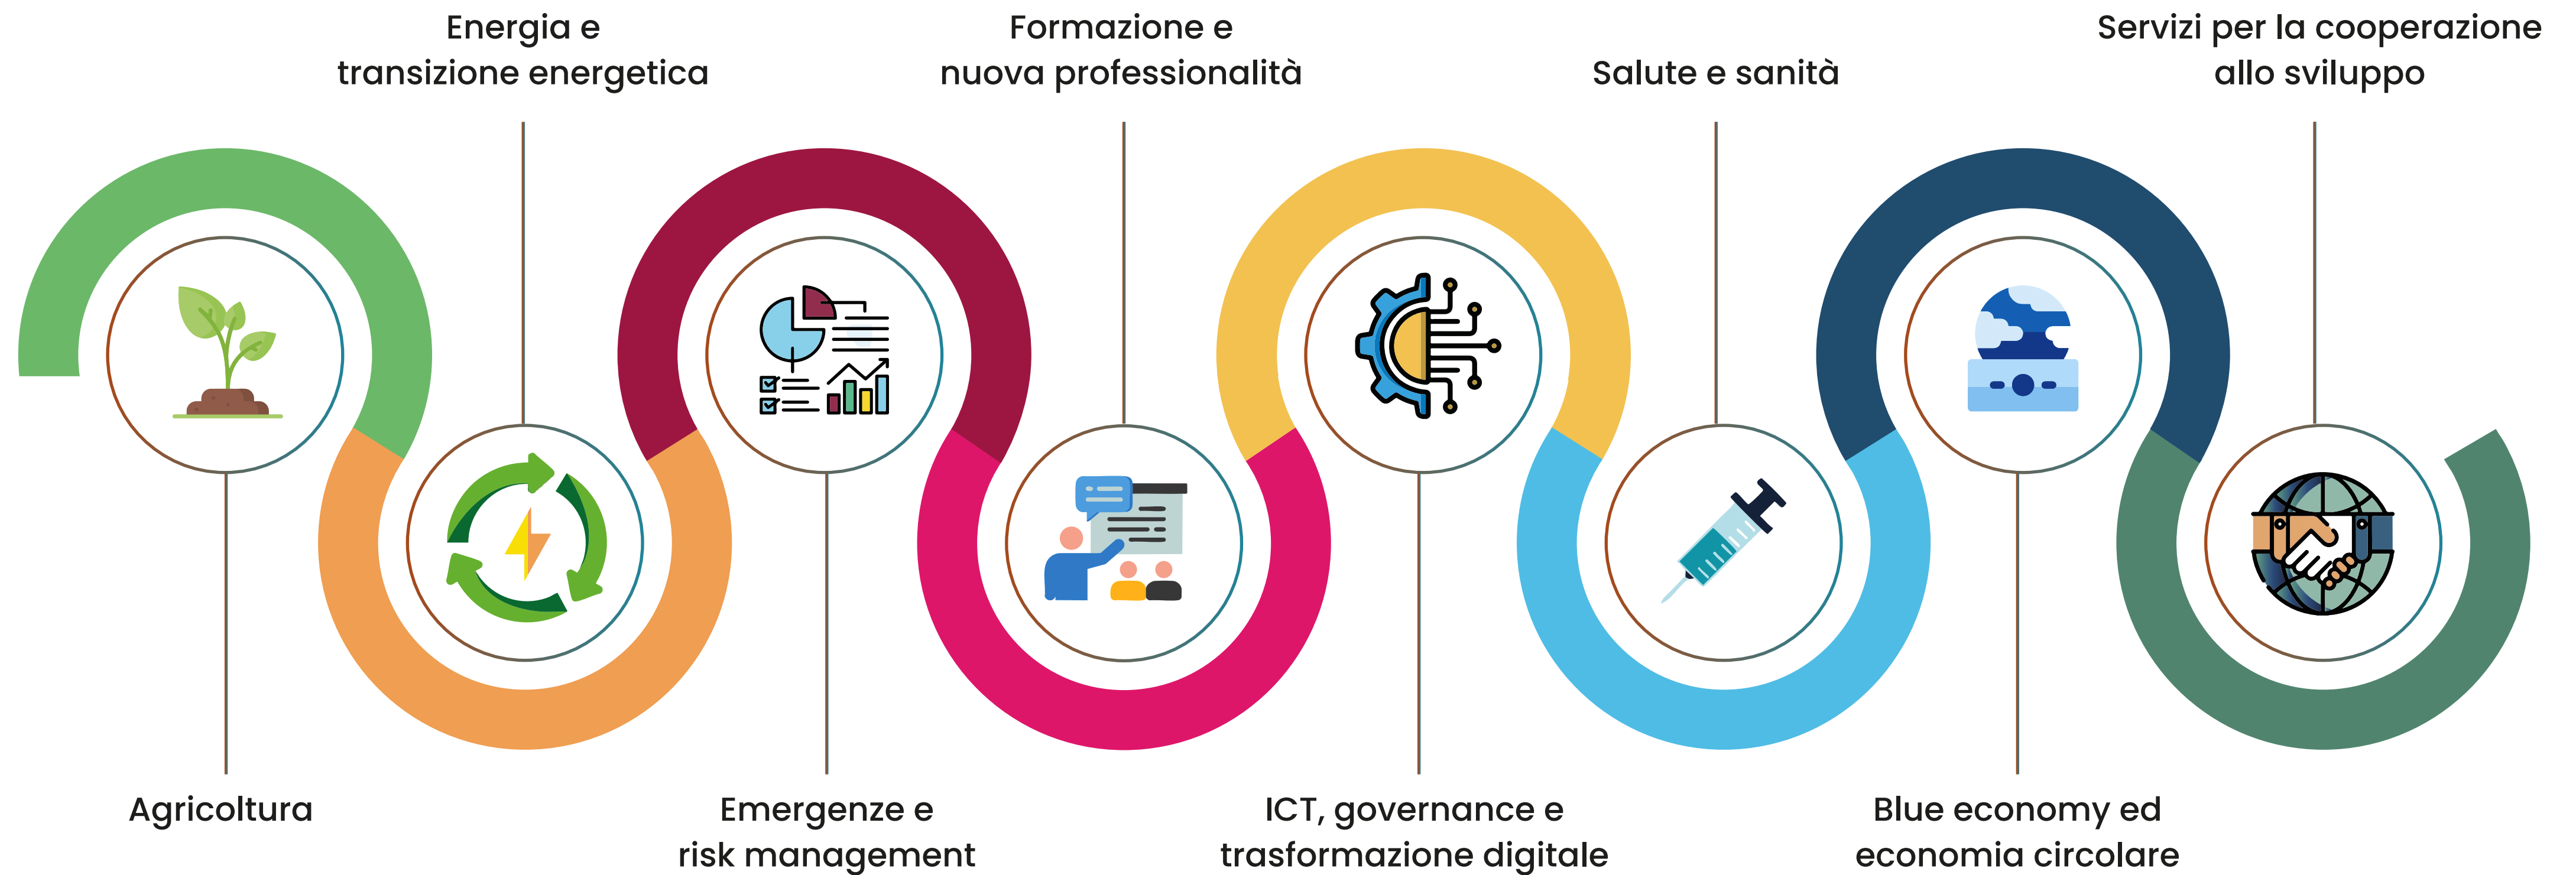 Energia e
transizione energetica
Formazione e
nuova professionalità
Salute e sanità
Servizi per la cooperazione
allo sviluppo
Agricoltura
Emergenze e
risk management
ICT, governance e
trasformazione digitale
Blue economy ed
economia circolare